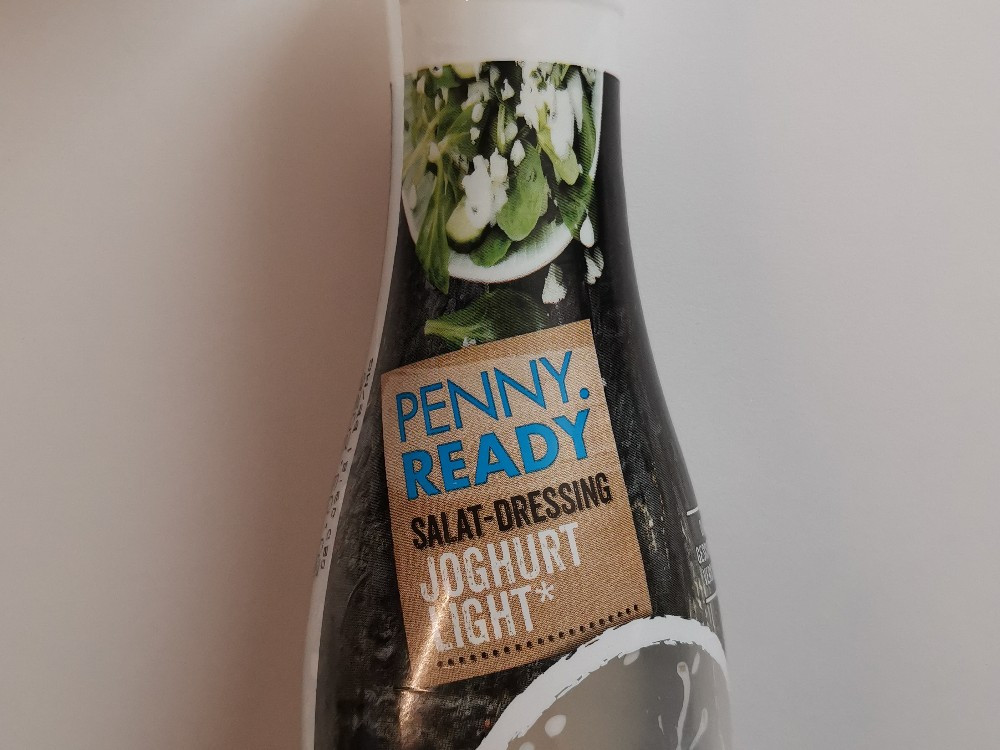 PENNY.
READY
SALAT-DRESSING
JOGHURT
LIGHT*